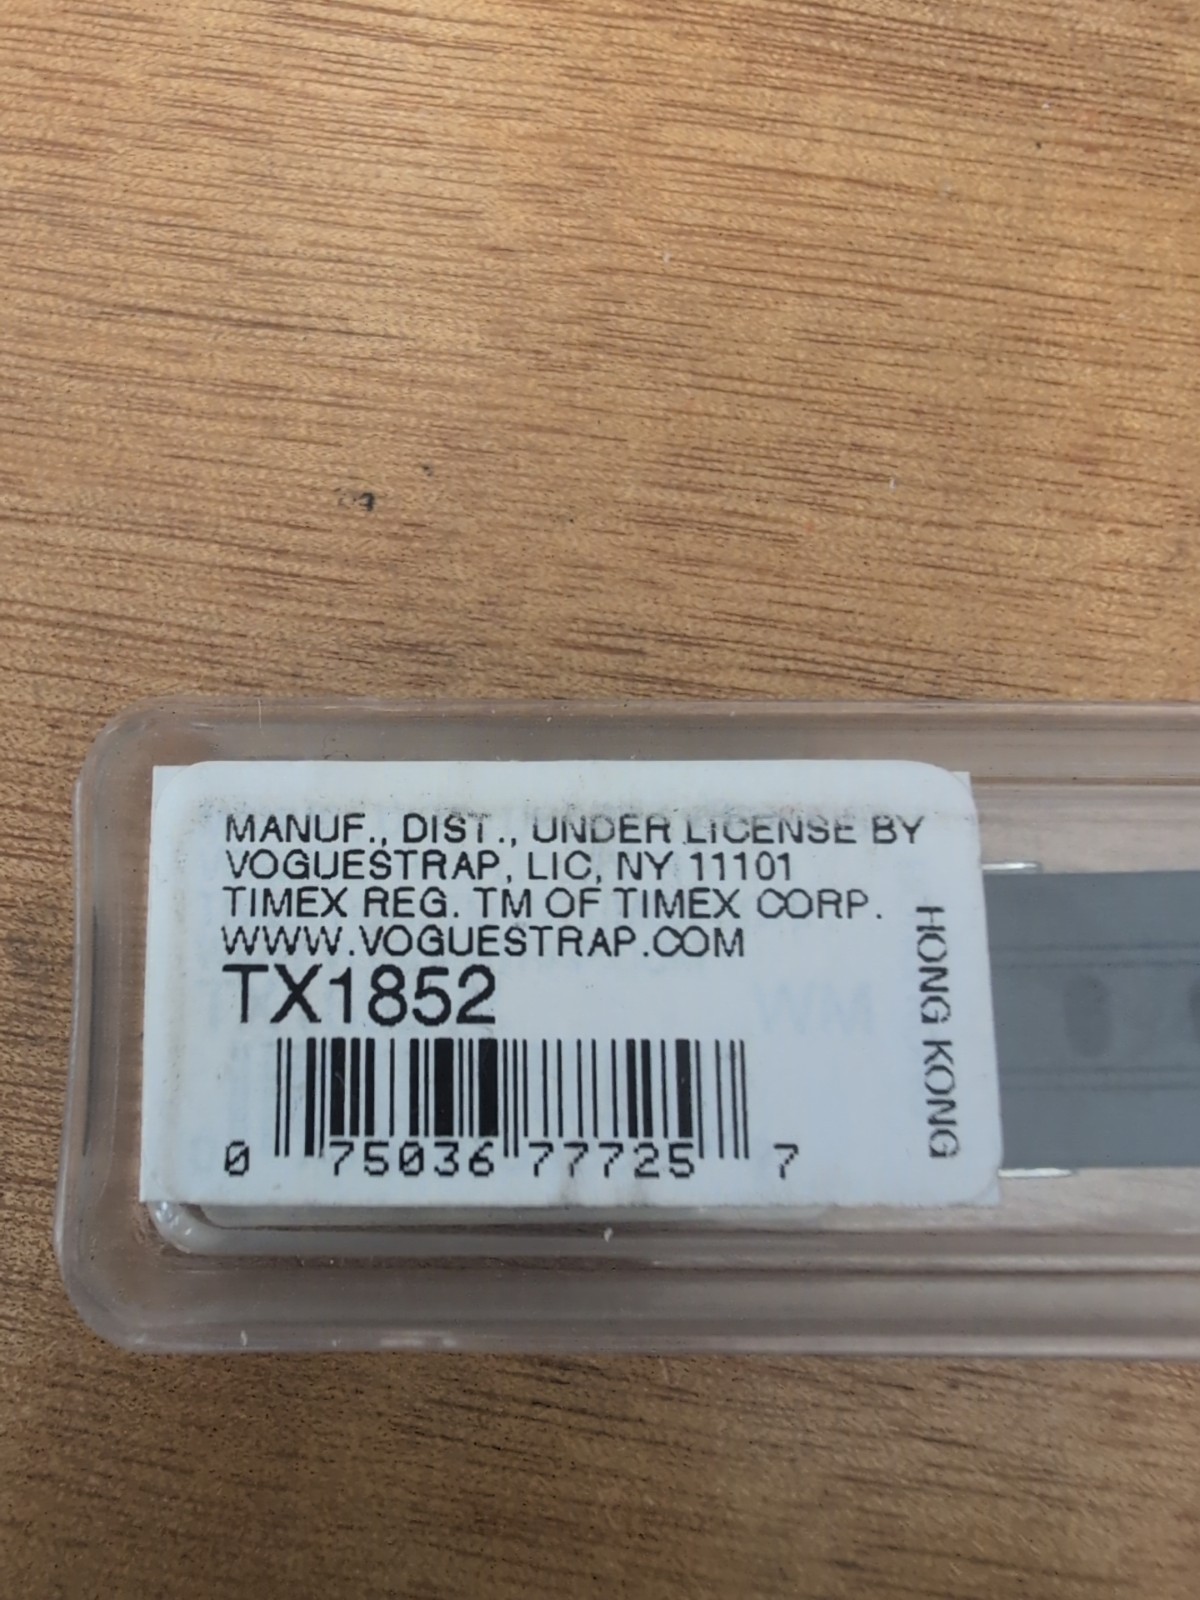 MANUF., DIST., UNDER LICENSE BY
VOGUESTRAP, LIC, NY 11101
TIMEX REG. TM OF TIMEX CORP.
WWW.VOGUESTRAP.COM
TX1852
0 75036 77725 7
HONG KONG